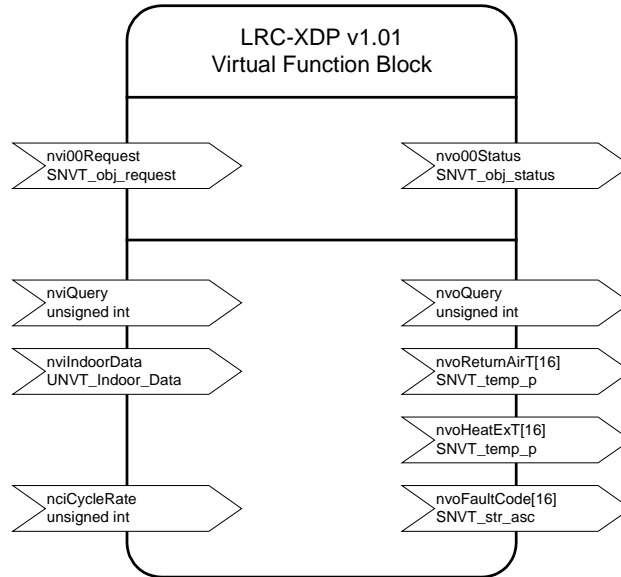 LRC-XDP v1.01
Virtual Function Block
nvi00Request
SNVT_obj_request
nvo00Status
SNVT_obj_status
nviQuery
unsigned int
nvoQuery
unsigned int
nviIndoorData
UNVT_Indoor_Data
nvoReturnAirT[16]
SNVT_temp_p
nvoHeatExT[16]
SNVT_temp_p
nciCycleRate
unsigned int
nvoFaultCode[16]
SNVT_str_asc